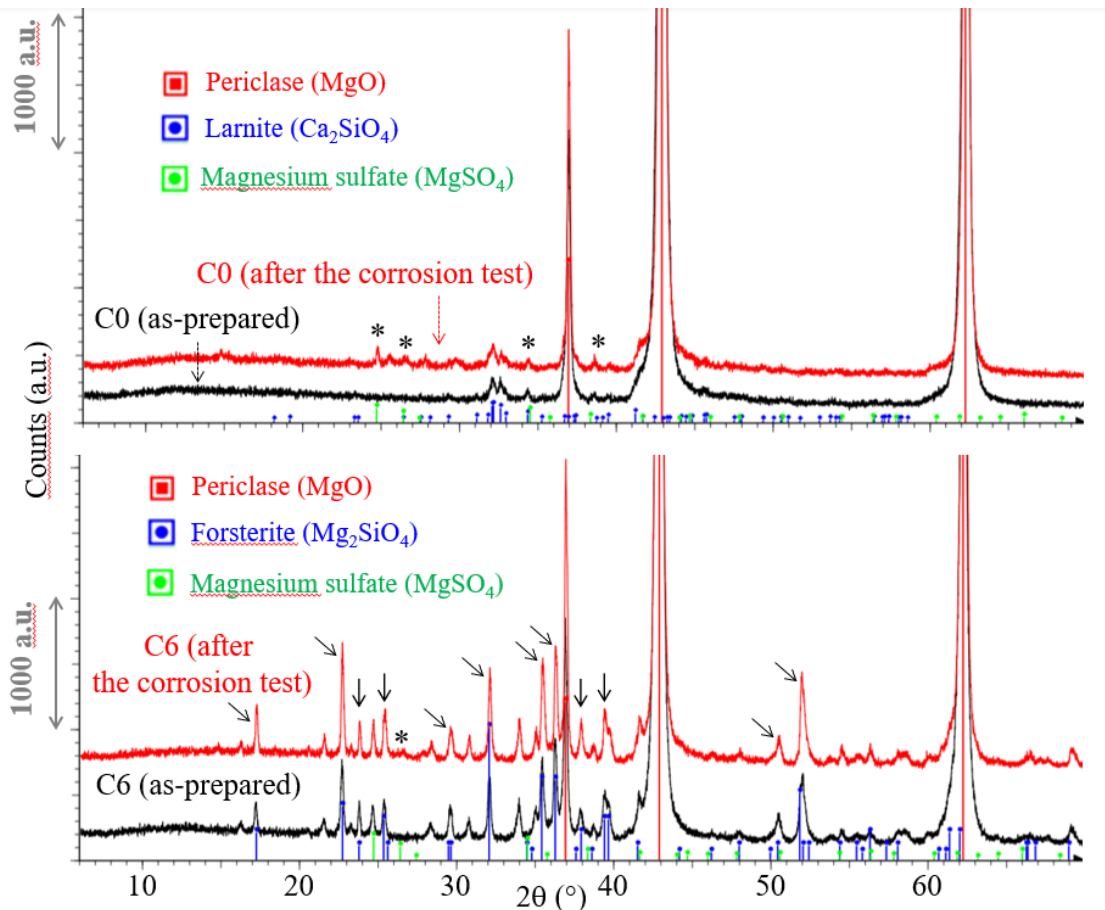 1000 a.u.
Periclase (MgO)
Larnite (Ca₂SiO₄)
Magnesium sulfate (MgSO₄)
C0 (after the corrosion test)
C0 (as-prepared)
* * * *
Counts (a.u.)
1000 a.u.
Periclase (MgO)
Forsterite (Mg₂SiO₄)
Magnesium sulfate (MgSO₄)
C6 (after
the corrosion test)
*
C6 (as-prepared)
10 20 30 40 50 60
2θ (°)